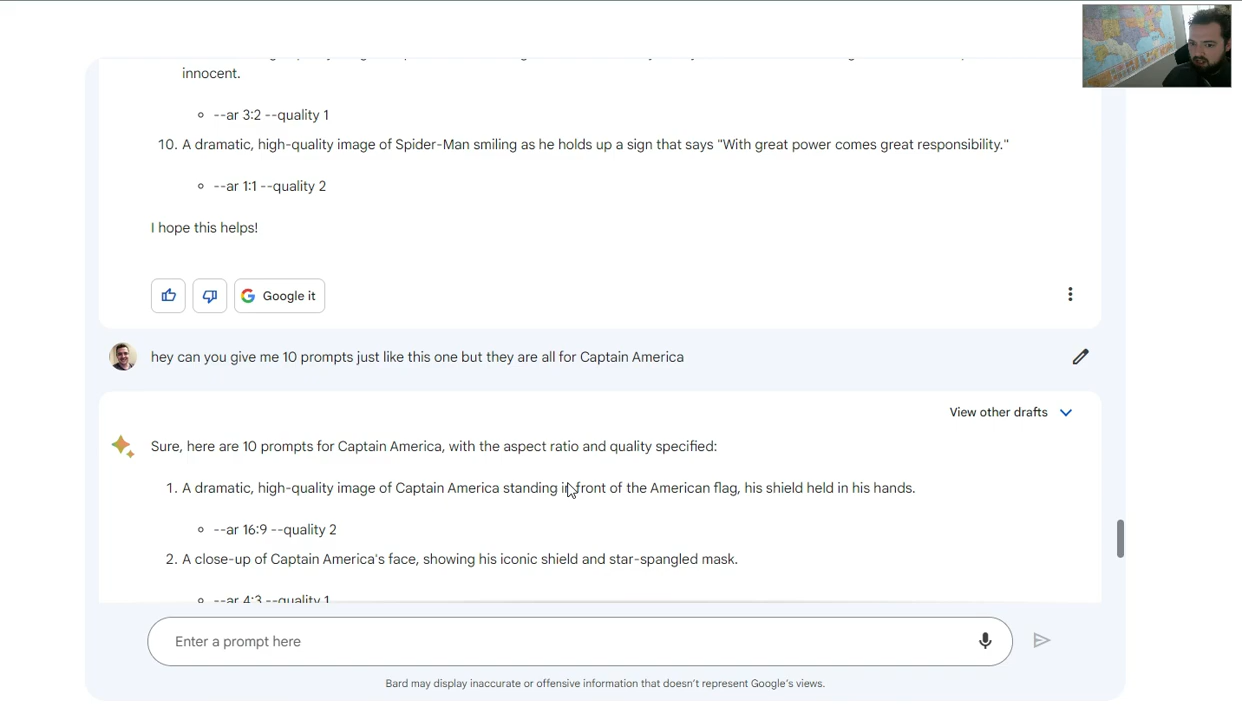 innocent.
--ar 3:2 --quality 1
10. A dramatic, high-quality image of Spider-Man smiling as he holds up a sign that says "With great power comes great responsibility."
--ar 1:1 --quality 2
I hope this helps!
Google it
hey can you give me 10 prompts just like this one but they are all for Captain America
View other drafts
Sure, here are 10 prompts for Captain America, with the aspect ratio and quality specified:
1. A dramatic, high-quality image of Captain America standing in front of the American flag, his shield held in his hands.
--ar 16:9 --quality 2
2. A close-up of Captain America's face, showing his iconic shield and star-spangled mask.
--ar 4:3 --quality 1
Enter a prompt here
Bard may display inaccurate or offensive information that doesn't represent Google's views.